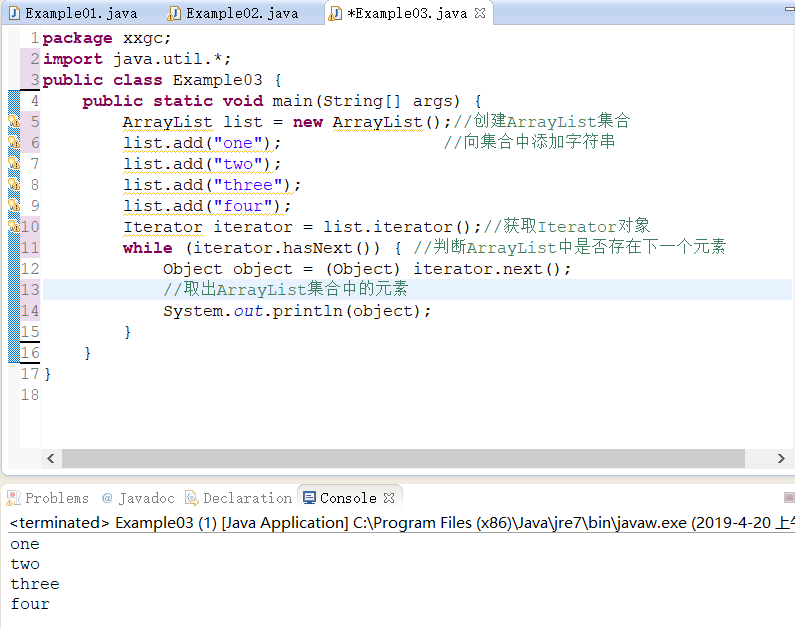 Example01.java Example02.java *Example03.java
1 package xxgc;
2 import java.util.*;
3 public class Example03 {
4 public static void main(String[] args) {
5 ArrayList list = new ArrayList();//创建ArrayList集合
6 list.add("one"); //向集合中添加字符串
7 list.add("two");
8 list.add("three");
9 list.add("four");
10 Iterator iterator = list.iterator();//获取Iterator对象
11 while (iterator.hasNext()) { //判断ArrayList中是否存在下一个元素
12 Object object = (Object) iterator.next();
13 //取出ArrayList集合中的元素
14 System.out.println(object);
15 }
16 }
17 }
18
Problems @ Javadoc Declaration Console
<terminated> Example03 (1) [Java Application] C:\Program Files (x86)\Java\jre7\bin\javaw.exe (2019-4-20 上
one
two
three
four